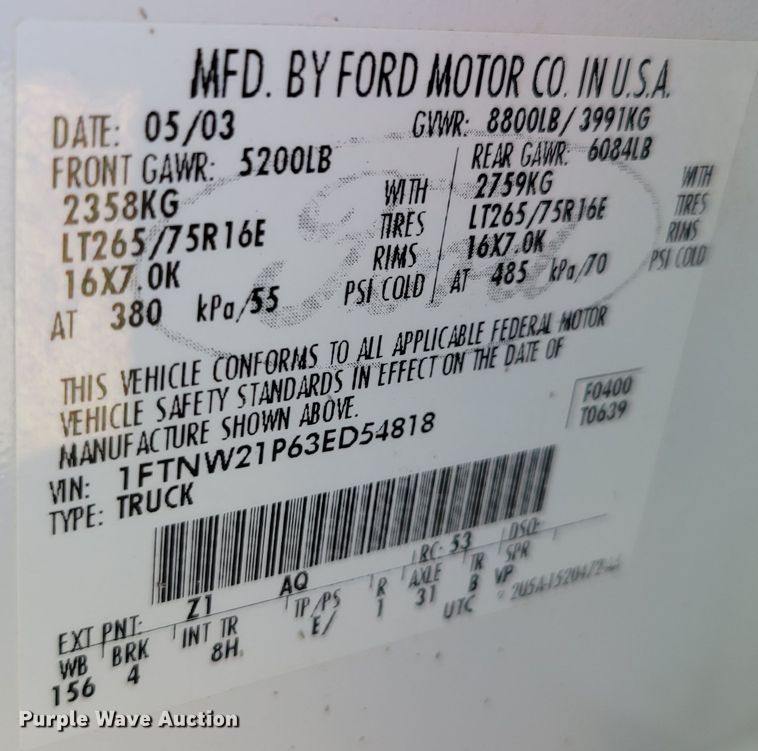 MFD. BY FORD MOTOR CO. IN U.S.A.
DATE: 05/03 GVWR: 8800LB/ 3991KG
FRONT GAWR: 5200LB REAR GAWR: 6084LB
2358KG WITH 2759KG WITH
LT265/75R16E TIRES LT265/75R16E TIRES
16X7.0K RIMS 16X7.0K RIMS
AT 380 kPa/55 PSI COLD AT 485 kPa/70 PSI COLD
THIS VEHICLE CONFORMS TO ALL APPLICABLE FEDERAL MOTOR
VEHICLE SAFETY STANDARDS IN EFFECT ON THE DATE OF
MANUFACTURE SHOWN ABOVE.
F0400
T0639
VIN: 1FTNW21P63ED54818
TYPE: TRUCK
EXT PNT: Z1 AQ RC: 53 DSO:
WB BRK INT TR TP/PS R AXLE TR SPR
156 4 8H E/ 1 31 B VP
UTC
Ford
Purple Wave Auction